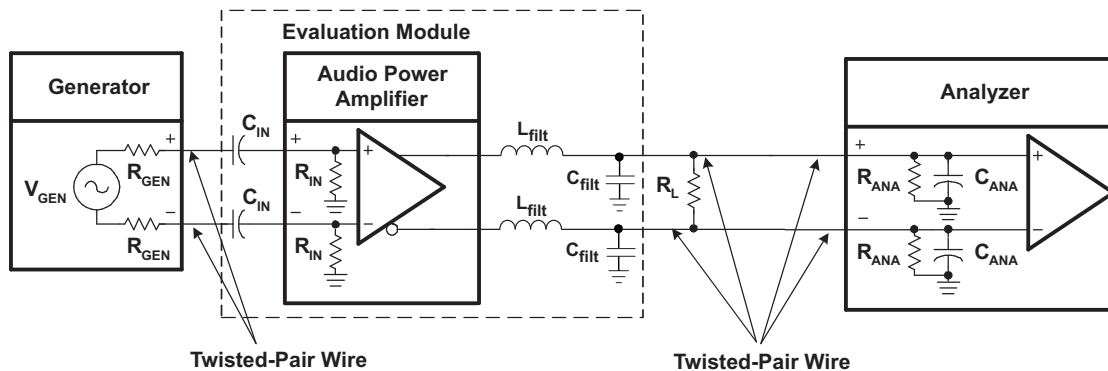 Evaluation Module
Generator
Audio Power
Amplifier
Analyzer
C_IN
L_filt
+
+
+
+
+
R_GEN
R_IN
C_filt
R_L
R_ANA
C_ANA
V_GEN
−
C_IN
−
−
L_filt
−
−
R_GEN
R_IN
C_filt
R_ANA
C_ANA
Twisted-Pair Wire
Twisted-Pair Wire